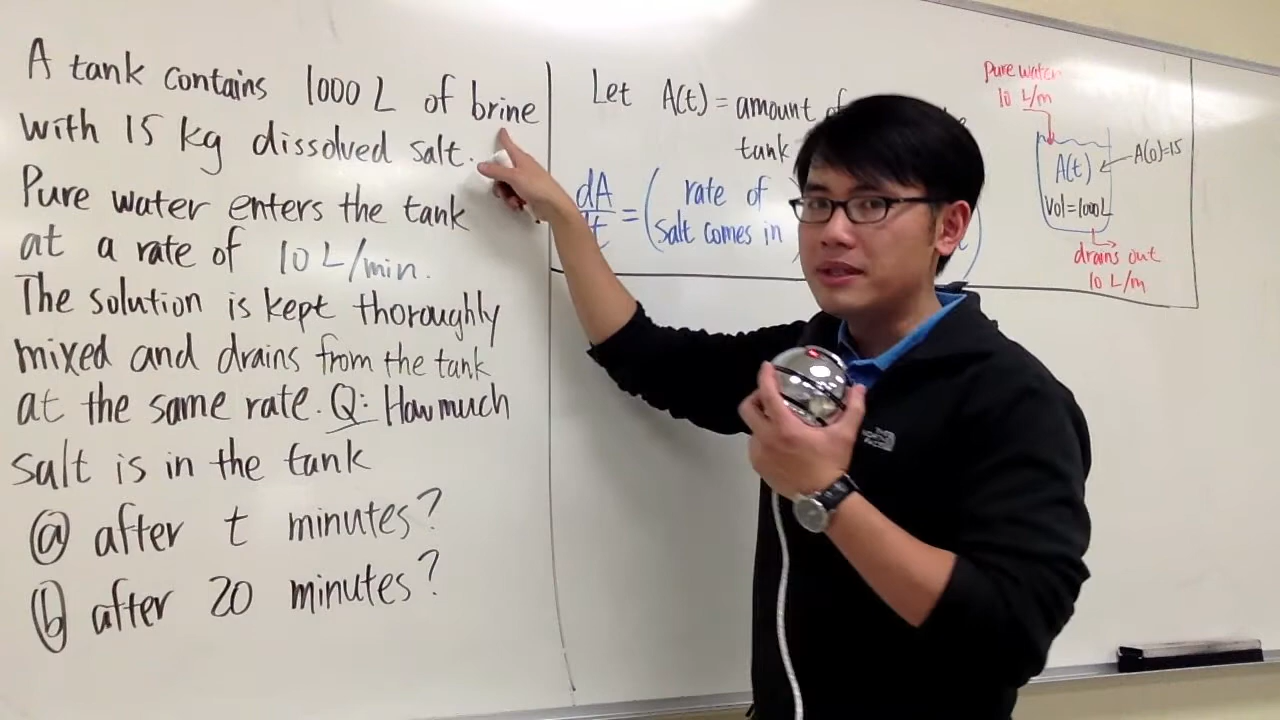 A tank contains 1000 L of brine
with 15 kg dissolved salt.
Pure water enters the tank
at a rate of 10 L/min.
The solution is kept thoroughly
mixed and drains from the tank
at the same rate. Q: How much
salt is in the tank
ⓐ after t minutes?
ⓑ after 20 minutes?
Let A(t) = amount of
tank
dA/t = ( rate of
salt comes in )
pure water
10 L/m
A(t) A(0)=15
Vol=1000L
drains out
10 L/m
THE
NORTH
FACE